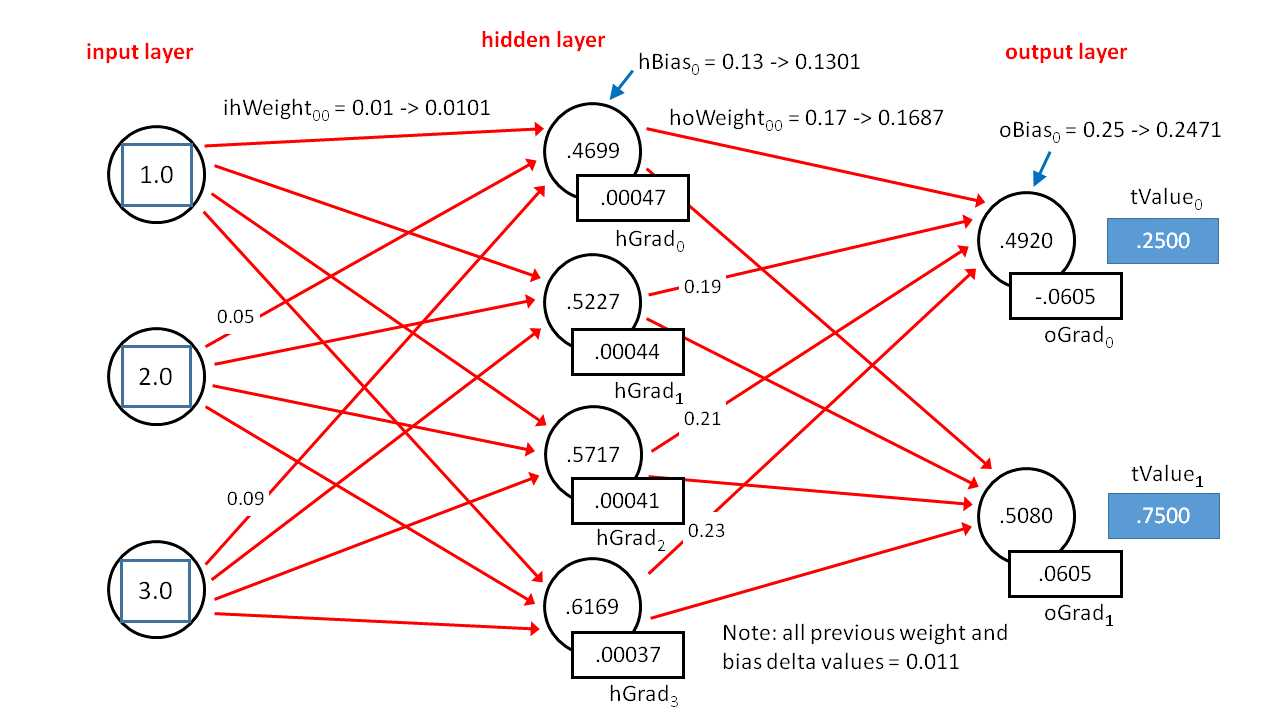 input layer
hidden layer
output layer
hBias0 = 0.13 -> 0.1301
ihWeight00 = 0.01 -> 0.0101
hoWeight00 = 0.17 -> 0.1687
oBias0 = 0.25 -> 0.2471
1.0
.4699
.00047
hGrad0
tValue0
.2500
.4920
-.0605
oGrad0
0.05
.5227
.00044
hGrad1
0.19
2.0
0.21
.5717
.00041
hGrad2
0.09
0.23
tValue1
.7500
.5080
.0605
oGrad1
3.0
.6169
.00037
hGrad3
Note: all previous weight and
bias delta values = 0.011